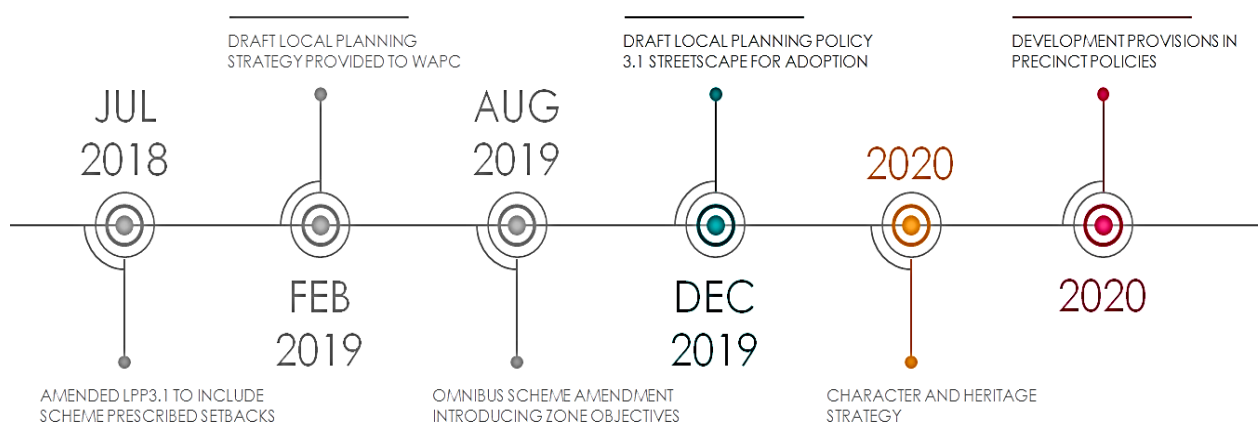 DRAFT LOCAL PLANNING
STRATEGY PROVIDED TO WAPC
DRAFT LOCAL PLANNING POLICY
3.1 STREETSCAPE FOR ADOPTION
DEVELOPMENT PROVISIONS IN
PRECINCT POLICIES
JUL
2018
AUG
2019
2020
FEB
2019
DEC
2019
2020
AMENDED LPP3.1 TO INCLUDE
SCHEME PRESCRIBED SETBACKS
OMNIBUS SCHEME AMENDMENT
INTRODUCING ZONE OBJECTIVES
CHARACTER AND HERITAGE
STRATEGY